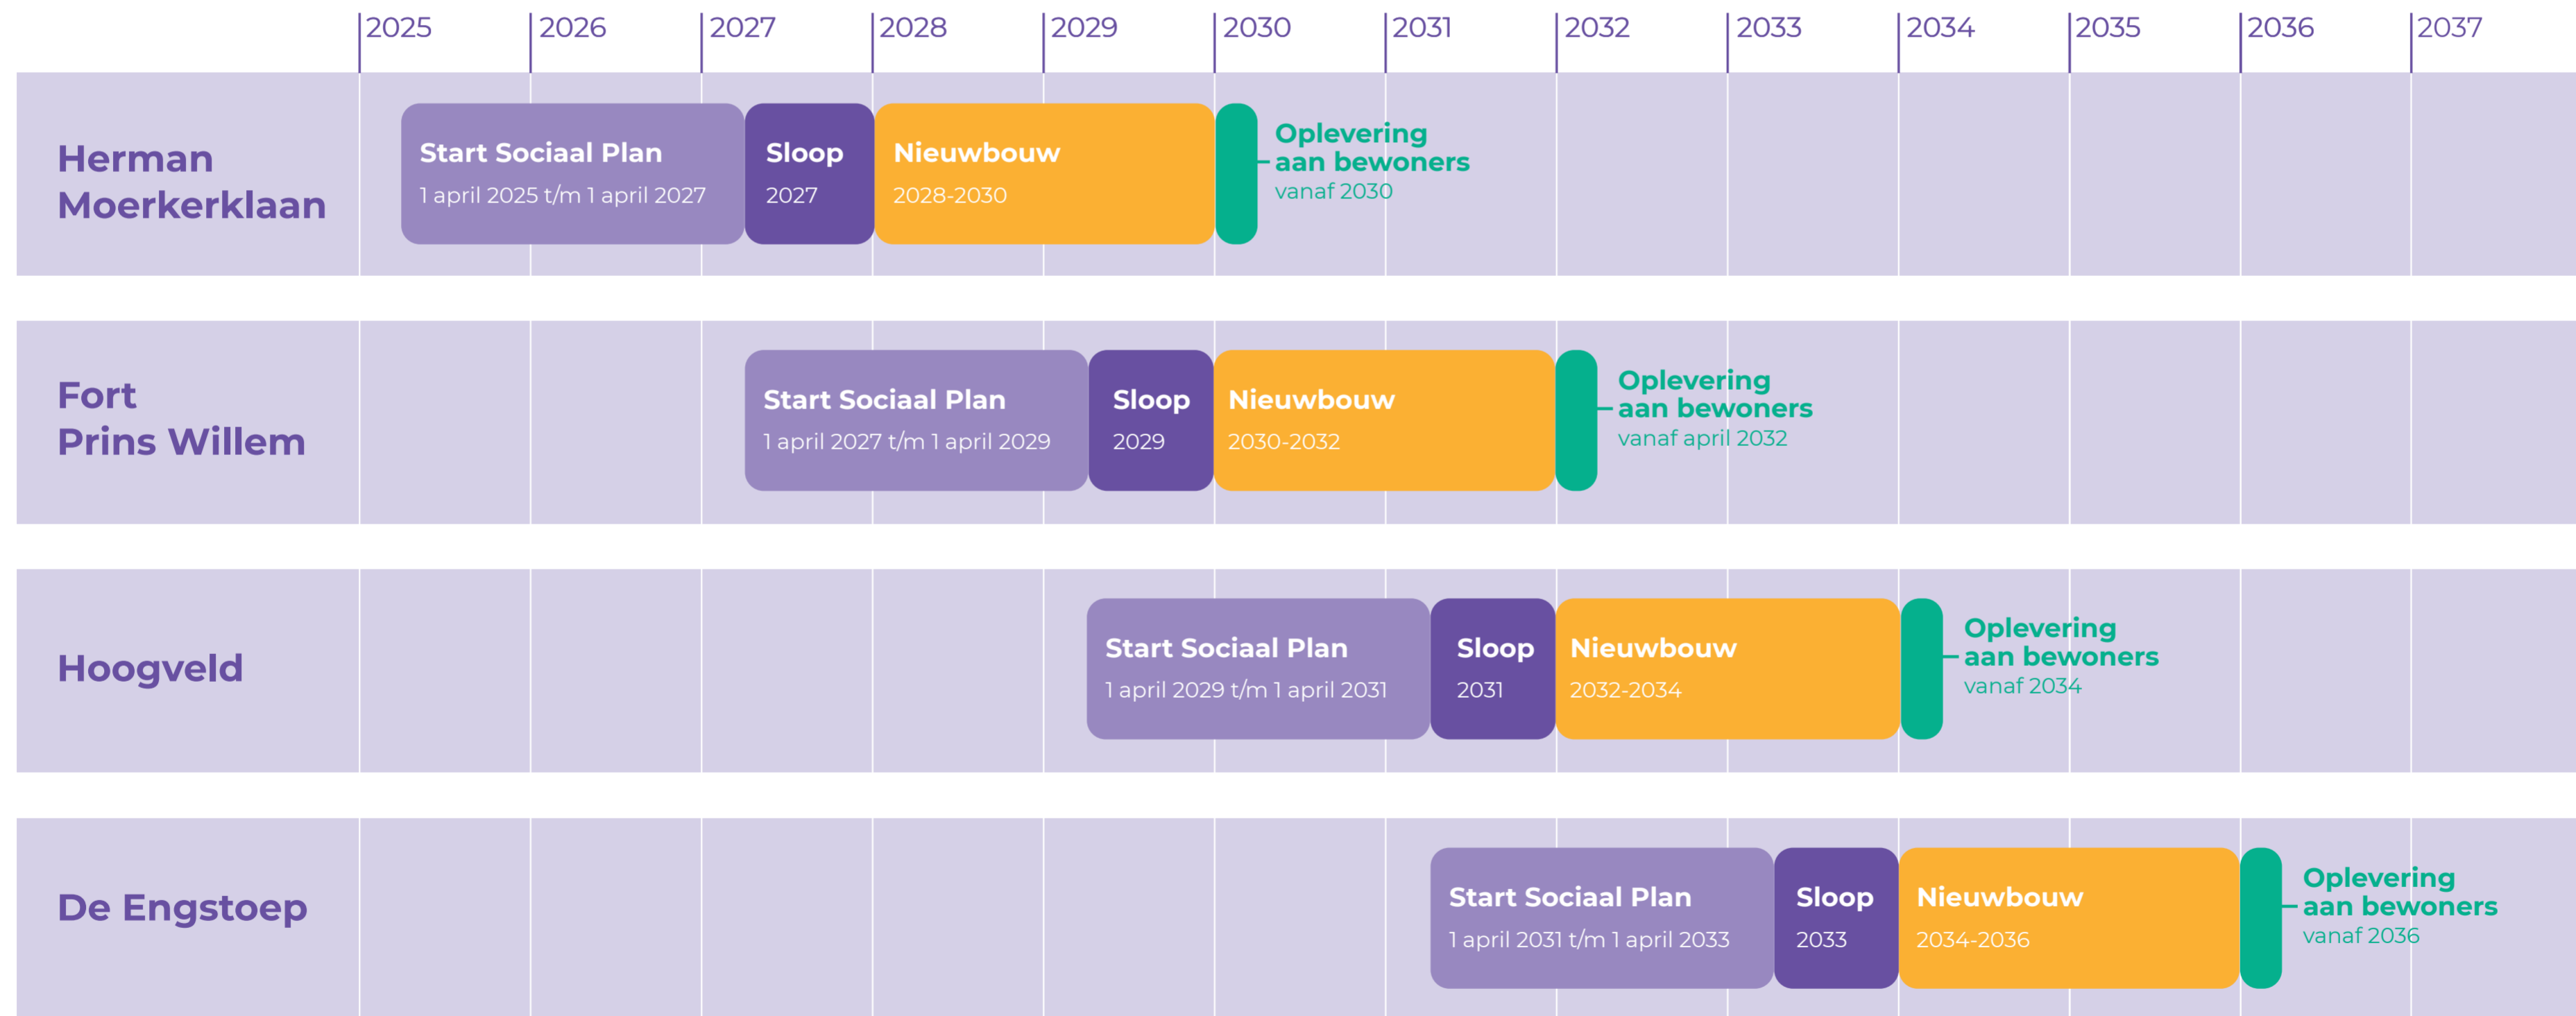 2025 2026 2027 2028 2029 2030 2031 2032 2033 2034 2035 2036 2037
Herman
Moerkerklaan
Start Sociaal Plan
1 april 2025 t/m 1 april 2027
Sloop
2027
Nieuwbouw
2028-2030
Oplevering
aan bewoners
vanaf 2030
Fort
Prins Willem
Start Sociaal Plan
1 april 2027 t/m 1 april 2029
Sloop
2029
Nieuwbouw
2030-2032
Oplevering
aan bewoners
vanaf april 2032
Hoogveld
Start Sociaal Plan
1 april 2029 t/m 1 april 2031
Sloop
2031
Nieuwbouw
2032-2034
Oplevering
aan bewoners
vanaf 2034
De Engstoep
Start Sociaal Plan
1 april 2031 t/m 1 april 2033
Sloop
2033
Nieuwbouw
2034-2036
Oplevering
aan bewoners
vanaf 2036